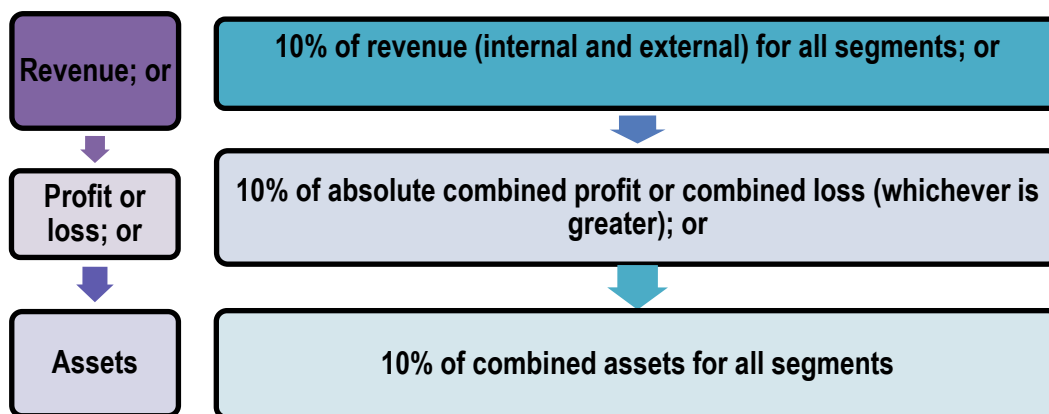 Revenue; or
10% of revenue (internal and external) for all segments; or
Profit or
loss; or
10% of absolute combined profit or combined loss (whichever is
greater); or
Assets
10% of combined assets for all segments